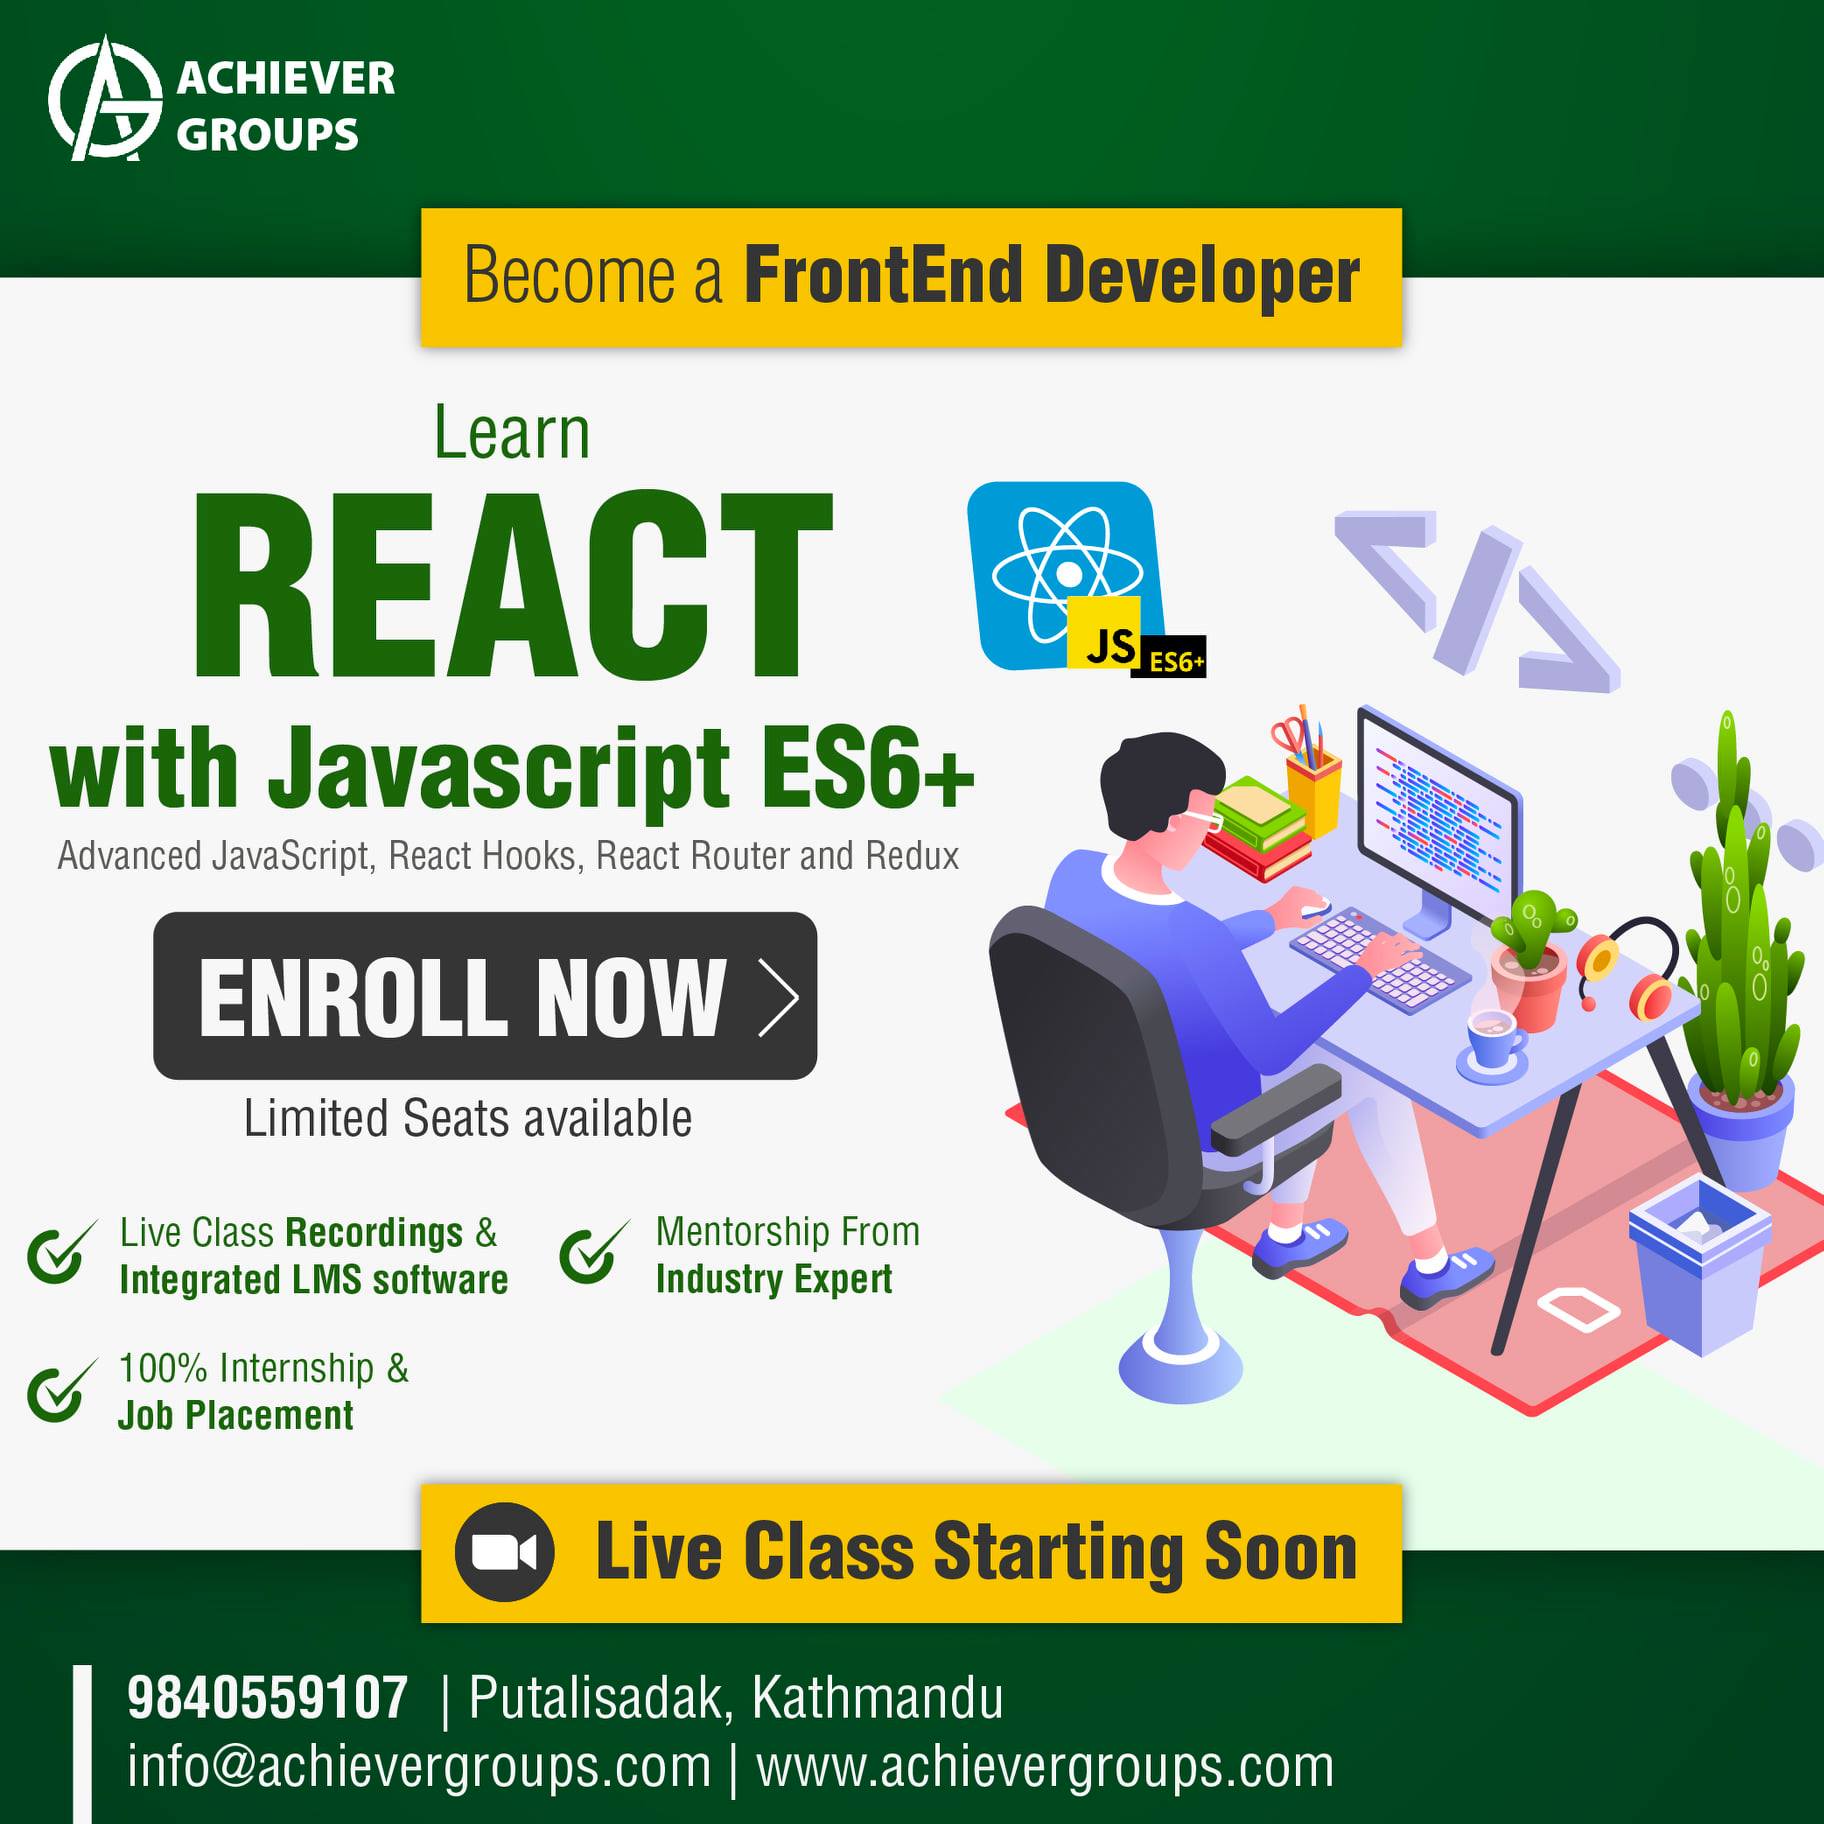 ACHIEVER
GROUPS
Become a FrontEnd Developer
Learn
REACT
with Javascript ES6+
Advanced JavaScript, React Hooks, React Router and Redux
JS
ES6+
ENROLL NOW
Limited Seats available
Live Class Recordings &
Integrated LMS software
Mentorship From
Industry Expert
100% Internship &
Job Placement
Live Class Starting Soon
9840559107 | Putalisadak, Kathmandu
info@achievergroups.com | www.achievergroups.com